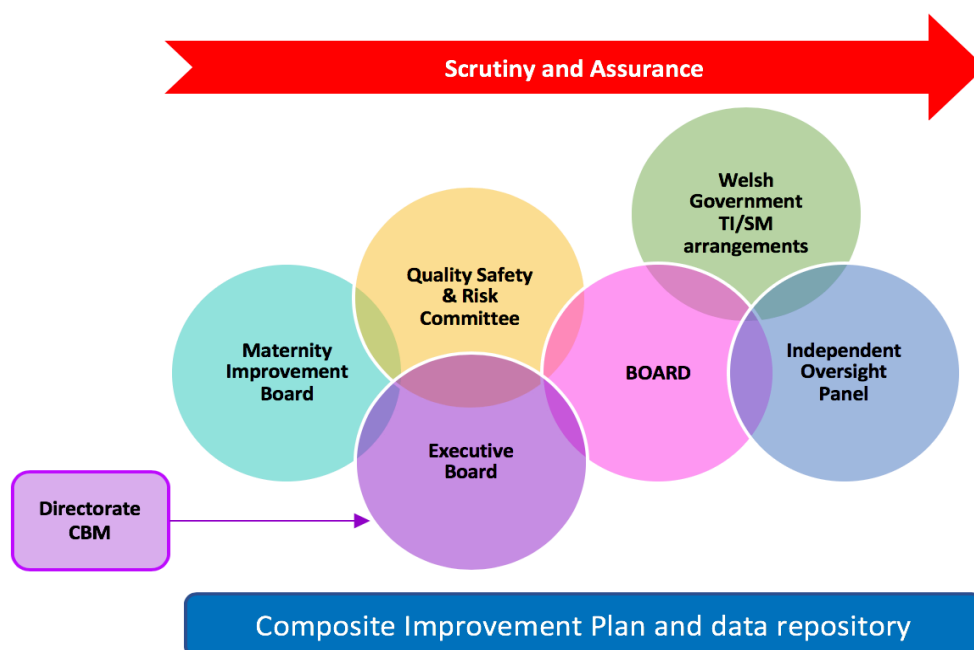 Scrutiny and Assurance
Welsh
Government
TI/SM
arrangements
Quality Safety
& Risk
Committee
Maternity
Improvement
Board
BOARD
Independent
Oversight
Panel
Executive
Board
Directorate
CBM
Composite Improvement Plan and data repository